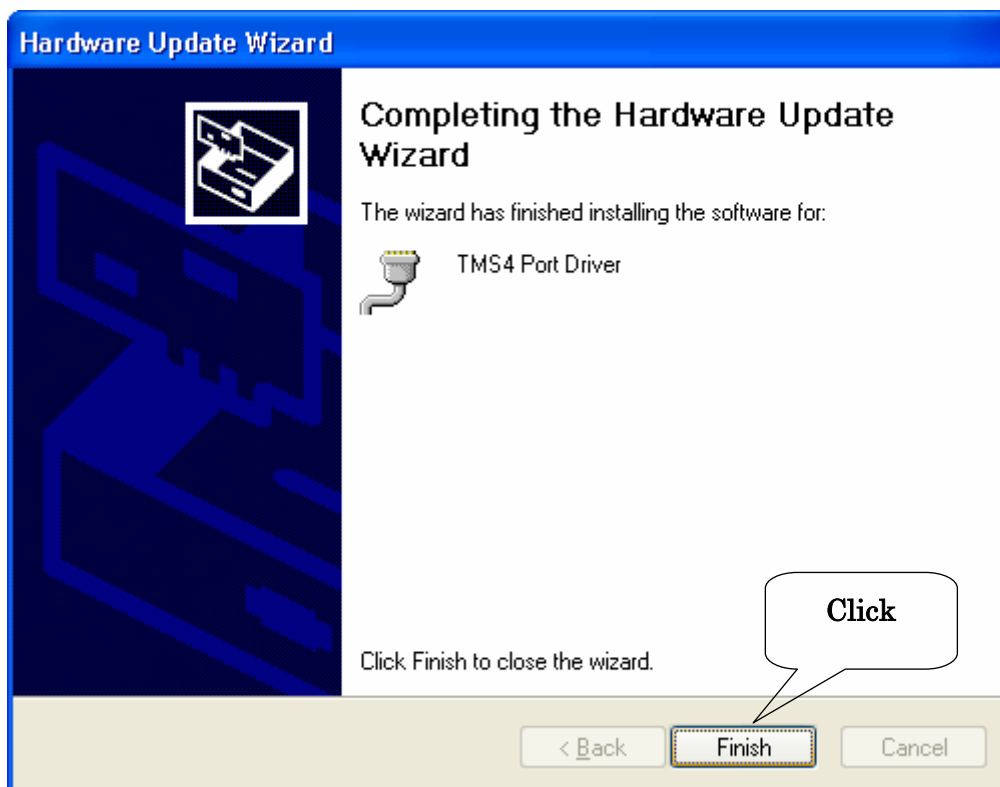 Hardware Update Wizard
Completing the Hardware Update
Wizard
The wizard has finished installing the software for:
TMS4 Port Driver
Click
Click Finish to close the wizard.
< Back
Finish
Cancel